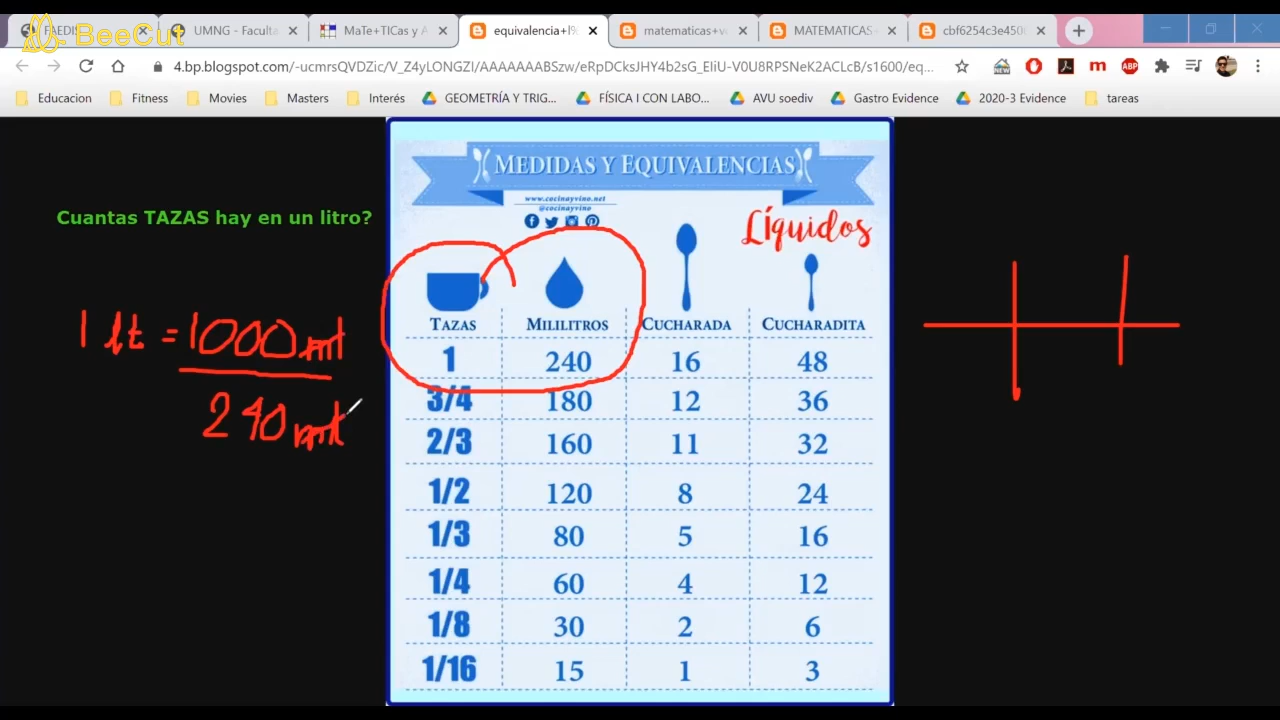 BeeCut
FAEDIS
UMNG - Faculta
MaTe+TICas y A
equivalencia+l%
matematicas+v
MATEMATICAS
cbf6254c3e450
4.bp.blogspot.com/-ucmrsQVDZic/V_Z4yLONGZI/AAAAAAABSzw/eRpDCksJHY4b2sG_EIiU-V0U8RPSNeK2ACLcB/s1600/eq...
NEW
m
ABP
Educacion
Fitness
Movies
Masters
Interés
GEOMETRÍA Y TRIG...
FÍSICA I CON LABO...
AVU soediv
Gastro Evidence
2020-3 Evidence
tareas
MEDIDAS Y EQUIVALENCIAS
www.cocinayvino.net
@cocinayvino
Líquidos
Cuantas TAZAS hay en un litro?
1 lt = 1000 ml
240 ml
TAZAS MILILITROS CUCHARADA CUCHARADITA
1 240 16 48
3/4 180 12 36
2/3 160 11 32
1/2 120 8 24
1/3 80 5 16
1/4 60 4 12
1/8 30 2 6
1/16 15 1 3